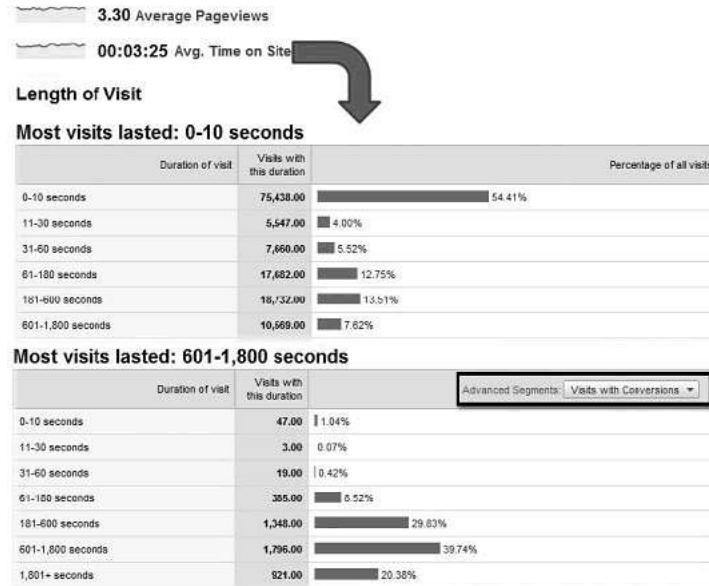 3.30 Average Pageviews
00:03:25 Avg. Time on Site
Length of Visit
Most visits lasted: 0-10 seconds
Duration of visit Visits with this duration Percentage of all visits
0-10 seconds 75,438.00 54.41%
11-30 seconds 5,547.00 4.00%
31-60 seconds 7,660.00 5.52%
61-180 seconds 17,682.00 12.75%
181-600 seconds 18,732.00 13.51%
601-1,800 seconds 10,569.00 7.62%
Most visits lasted: 601-1,800 seconds
Duration of visit Visits with this duration Advanced Segments: Visits with Conversions
0-10 seconds 47.00 1.04%
11-30 seconds 3.00 0.07%
31-60 seconds 19.00 0.42%
61-180 seconds 385.00 8.52%
181-600 seconds 1,348.00 29.83%
601-1,800 seconds 1,796.00 39.74%
1,801+ seconds 921.00 20.38%